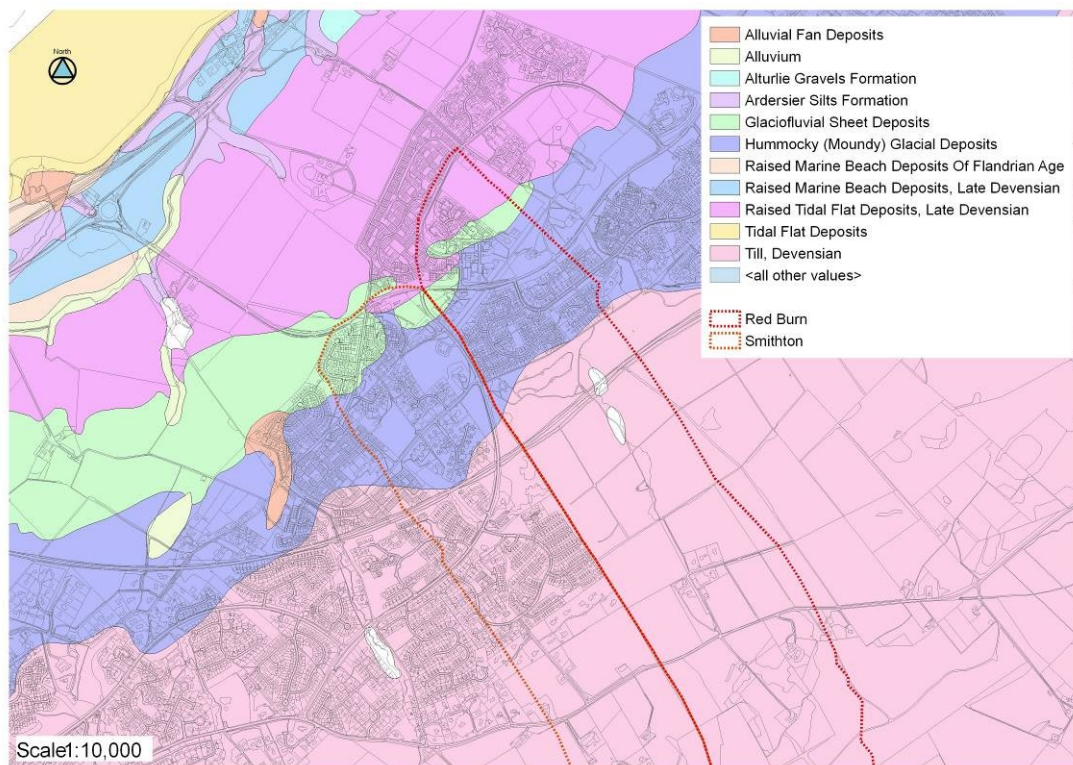 North
Alluvial Fan Deposits
Alluvium
Alturlie Gravels Formation
Ardersier Silts Formation
Glaciofluvial Sheet Deposits
Hummocky (Moundy) Glacial Deposits
Raised Marine Beach Deposits Of Flandrian Age
Raised Marine Beach Deposits, Late Devensian
Raised Tidal Flat Deposits, Late Devensian
Tidal Flat Deposits
Till, Devensian
<all other values>
Red Burn
Smithton
Scale1:10,000